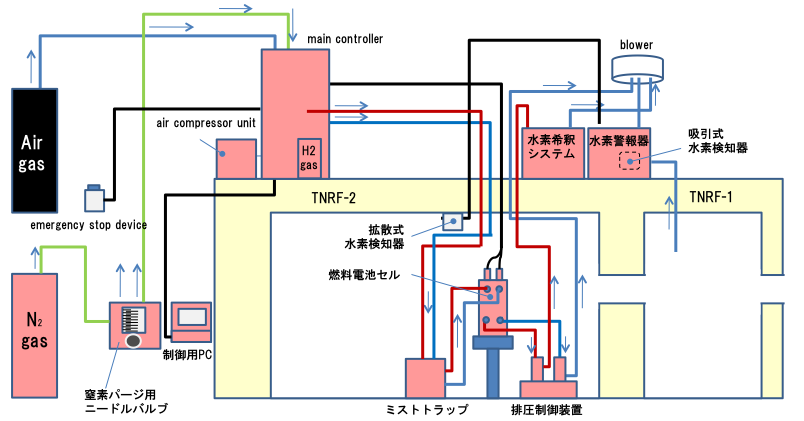 main controller
blower
Air
gas
air compressor unit
H2
gas
水素希釈
システム
水素警報器
吸引式
水素検知器
TNRF-2
TNRF-1
emergency stop device
拡散式
水素検知器
燃料電池セル
N2
gas
制御用PC
窒素パージ用
ニードルバルブ
ミストトラップ
排圧制御装置